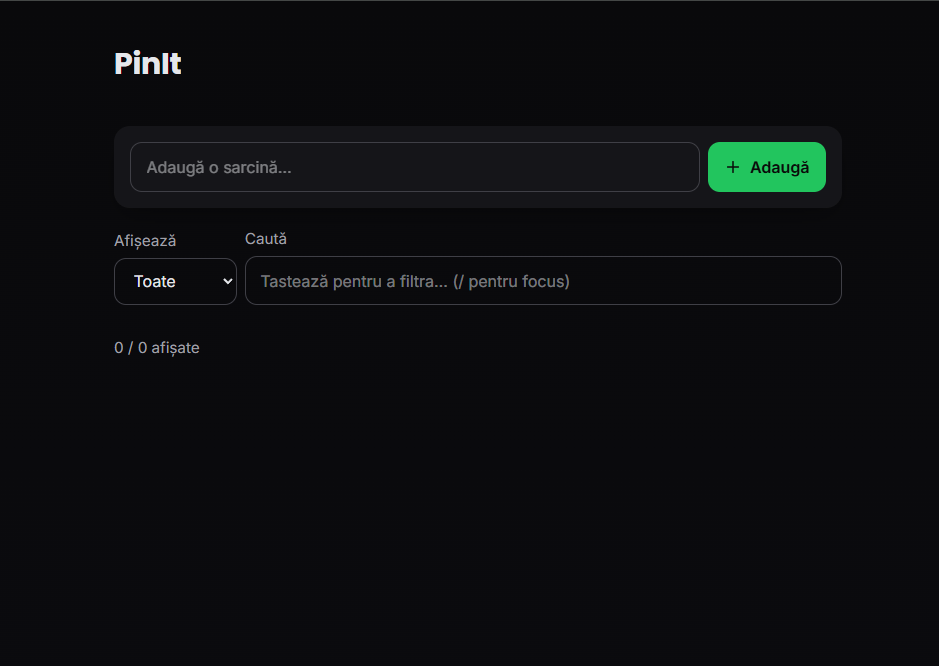 PinIt
Adaugă o sarcină...
+ Adaugă
Afișează
Caută
Toate
Tastează pentru a filtra... (/ pentru focus)
0 / 0 afișate